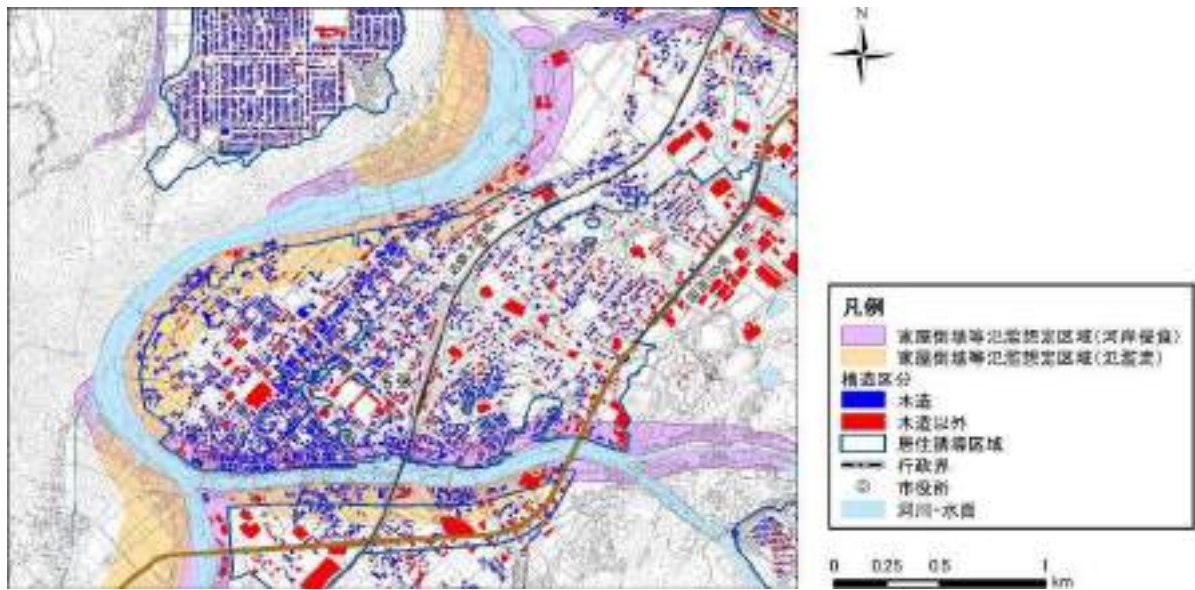 N
凡例
家屋倒壊等氾濫想定区域(河岸侵食)
家屋倒壊等氾濫想定区域(氾濫流)
構造区分
木造
木造以外
居住誘導区域
行政界
市役所
河川・水面
0 0.25 0.5 1
km